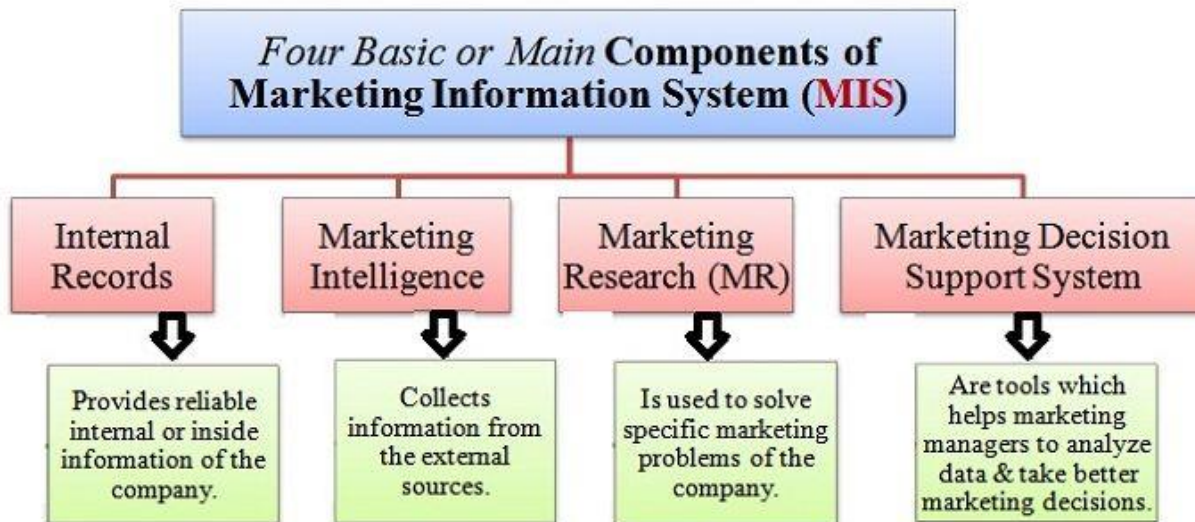 Four Basic or Main Components of
Marketing Information System (MIS)
Internal
Records
Marketing
Intelligence
Marketing
Research (MR)
Marketing Decision
Support System
Provides reliable
internal or inside
information of the
company.
Collects
information from
the external
sources.
Is used to solve
specific marketing
problems of the
company.
Are tools which
helps marketing
managers to analyze
data & take better
marketing decisions.